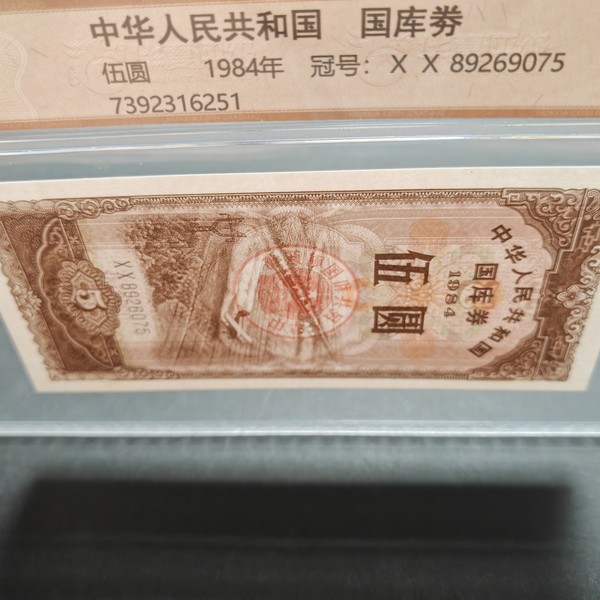 中华人民共和国 国库券
伍圆 1984年 冠号：X X 89269075
7392316251
中华人民共和国
国库券
1984
伍圆
5